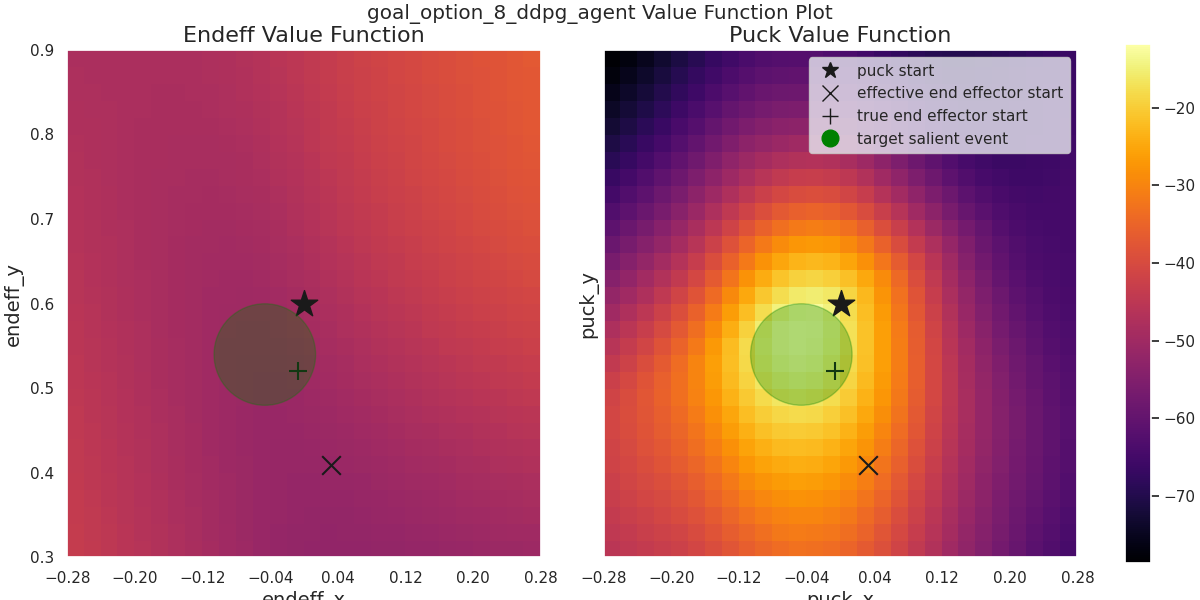 goal_option_8_ddpg_agent Value Function Plot
Endeff Value Function
Puck Value Function
puck start
effective end effector start
true end effector start
target salient event
endeff_y
0.9
0.8
0.7
0.6
0.5
0.4
0.3
−0.28 −0.20 −0.12 −0.04 0.04 0.12 0.20 0.28
endeff_x
puck_y
−0.28 −0.20 −0.12 −0.04 0.04 0.12 0.20 0.28
puck_x
−20
−30
−40
−50
−60
−70